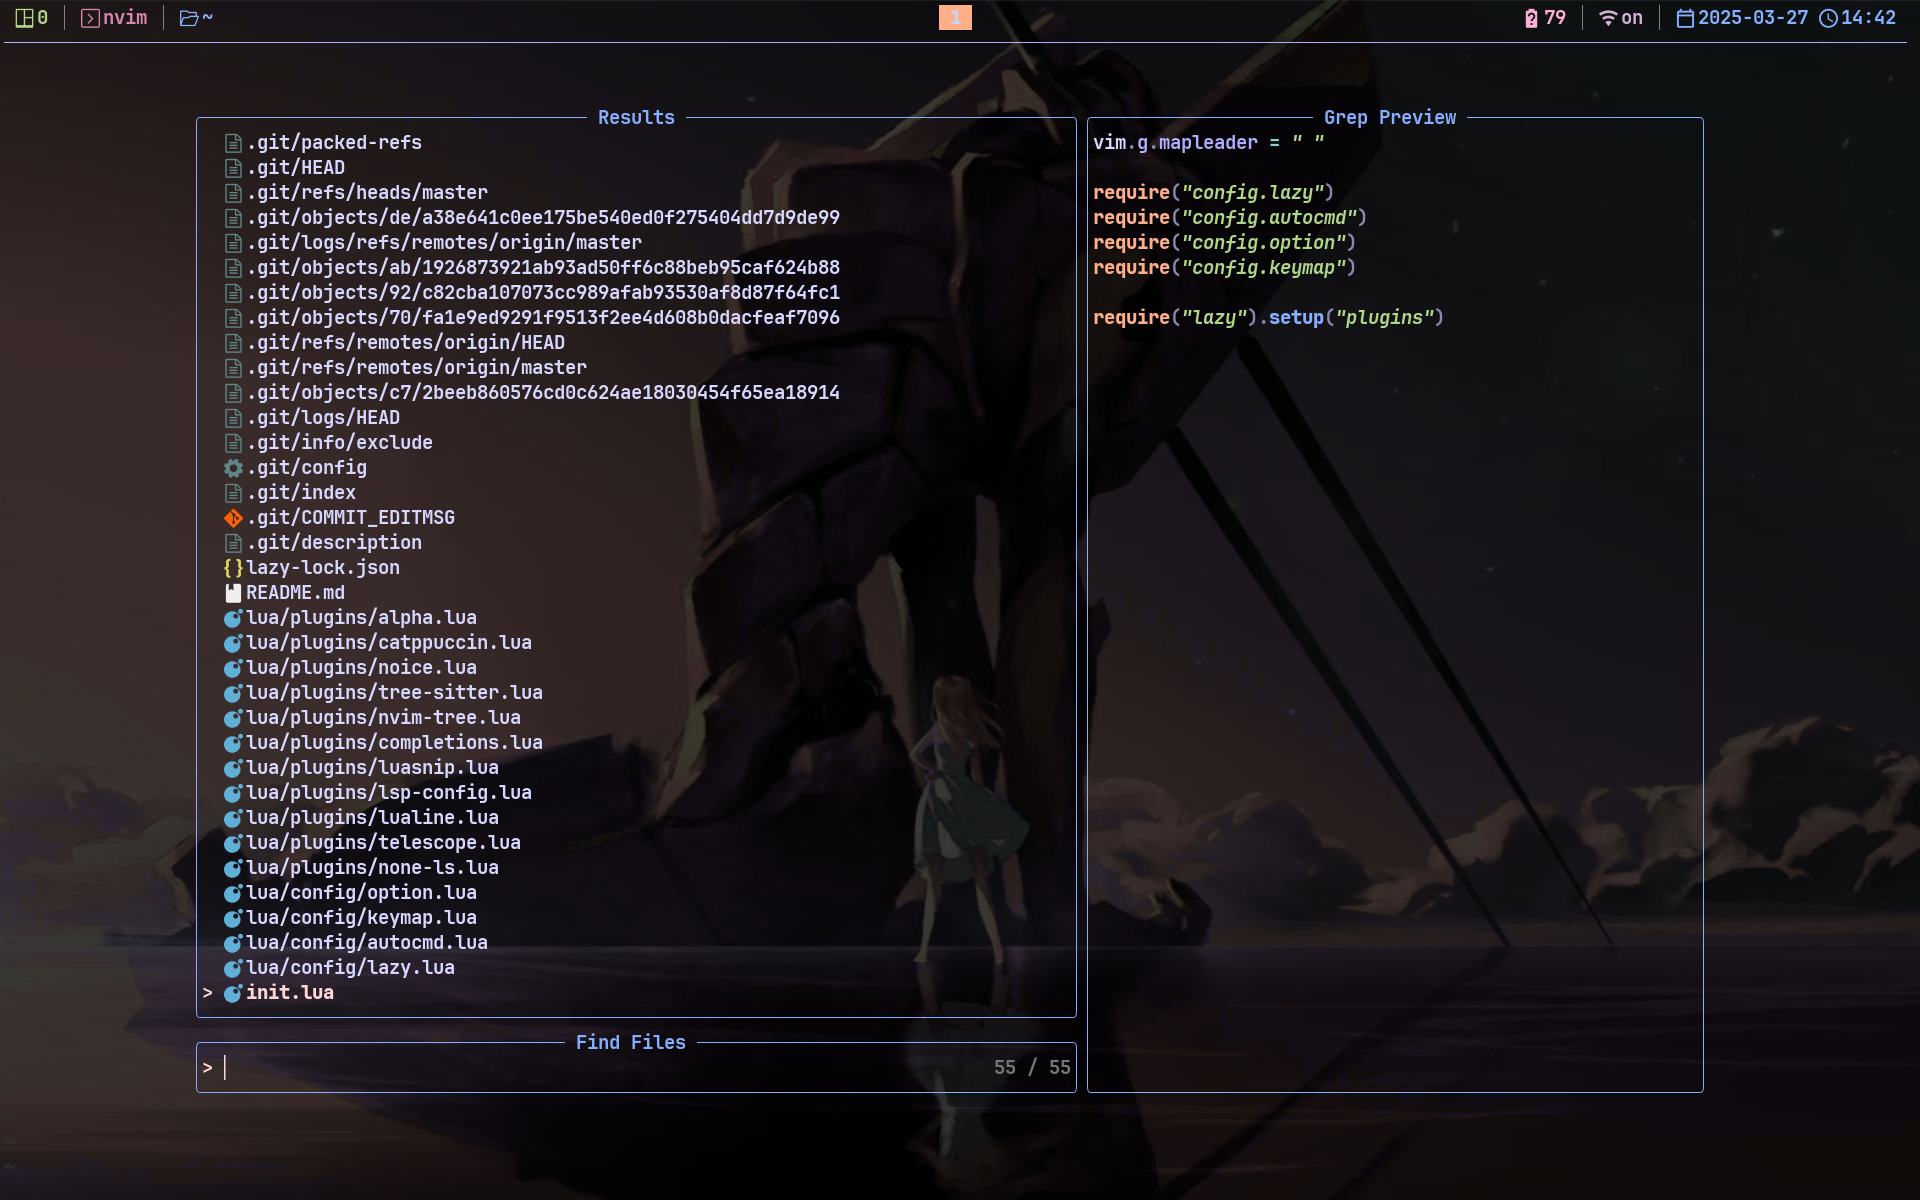 0 nvim ~ 1 79 on 2025-03-27 14:42
Results
.git/packed-refs
.git/HEAD
.git/refs/heads/master
.git/objects/de/a38e641c0ee175be540ed0f275404dd7d9de99
.git/logs/refs/remotes/origin/master
.git/objects/ab/1926873921ab93ad50ff6c88beb95caf624b88
.git/objects/92/c82cba107073cc989afab93530af8d87f64fc1
.git/objects/70/fa1e9ed9291f9513f2ee4d608b0dacfeaf7096
.git/refs/remotes/origin/HEAD
.git/refs/remotes/origin/master
.git/objects/c7/2beeb860576cd0c624ae18030454f65ea18914
.git/logs/HEAD
.git/info/exclude
.git/config
.git/index
.git/COMMIT_EDITMSG
.git/description
lazy-lock.json
README.md
lua/plugins/alpha.lua
lua/plugins/catppuccin.lua
lua/plugins/noice.lua
lua/plugins/tree-sitter.lua
lua/plugins/nvim-tree.lua
lua/plugins/completions.lua
lua/plugins/luasnip.lua
lua/plugins/lsp-config.lua
lua/plugins/lualine.lua
lua/plugins/telescope.lua
lua/plugins/none-ls.lua
lua/config/option.lua
lua/config/keymap.lua
lua/config/autocmd.lua
lua/config/lazy.lua
> init.lua
Find Files
> 55 / 55
Grep Preview
vim.g.mapleader = " "
require("config.lazy")
require("config.autocmd")
require("config.option")
require("config.keymap")
require("lazy").setup("plugins")